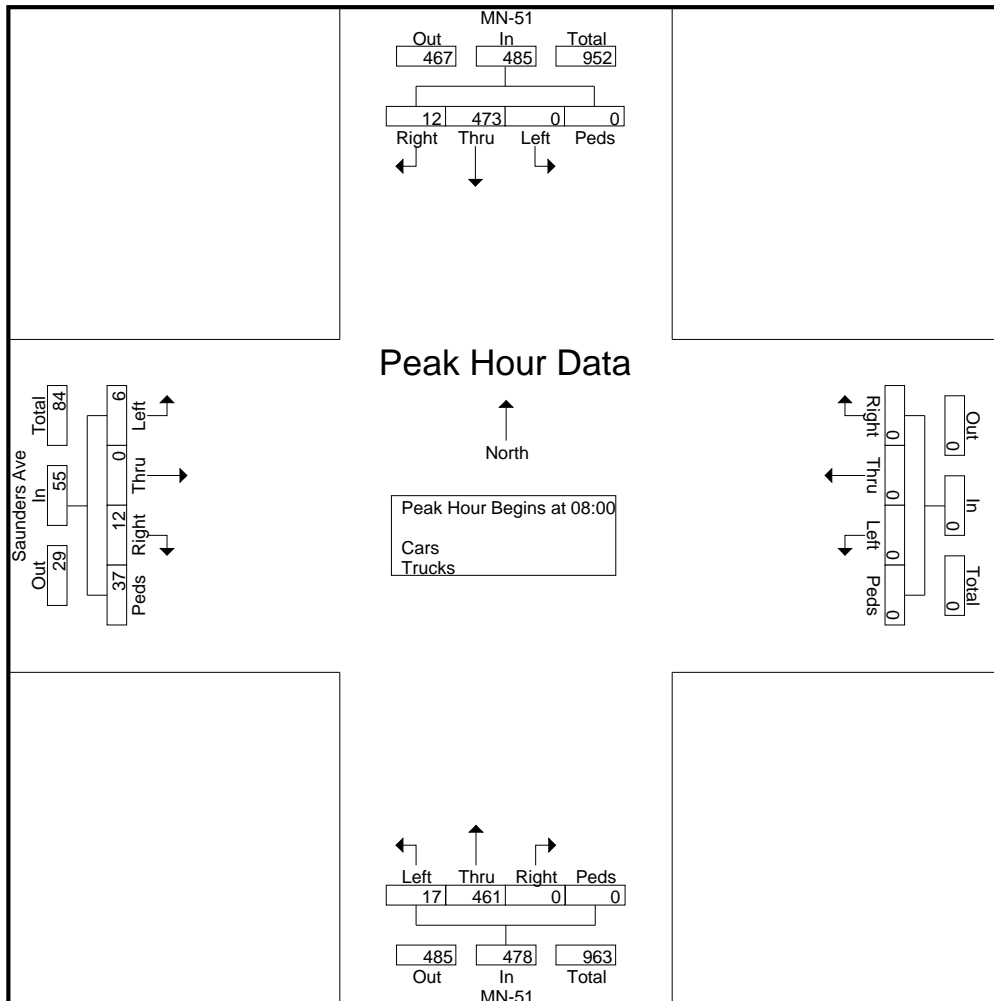 MN-51
Out In Total
467 485 952
12 473 0 0
Right Thru Left Peds
Peak Hour Data
North
Peak Hour Begins at 08:00
Cars
Trucks
Saunders Ave
Out In Total
29 55 84
37 12 0 6
Peds Right Thru Left
Right Thru Left Peds
0 0 0 0
Out In Total
0 0 0
Left Thru Right Peds
17 461 0 0
485 478 963
Out In Total
MN-51